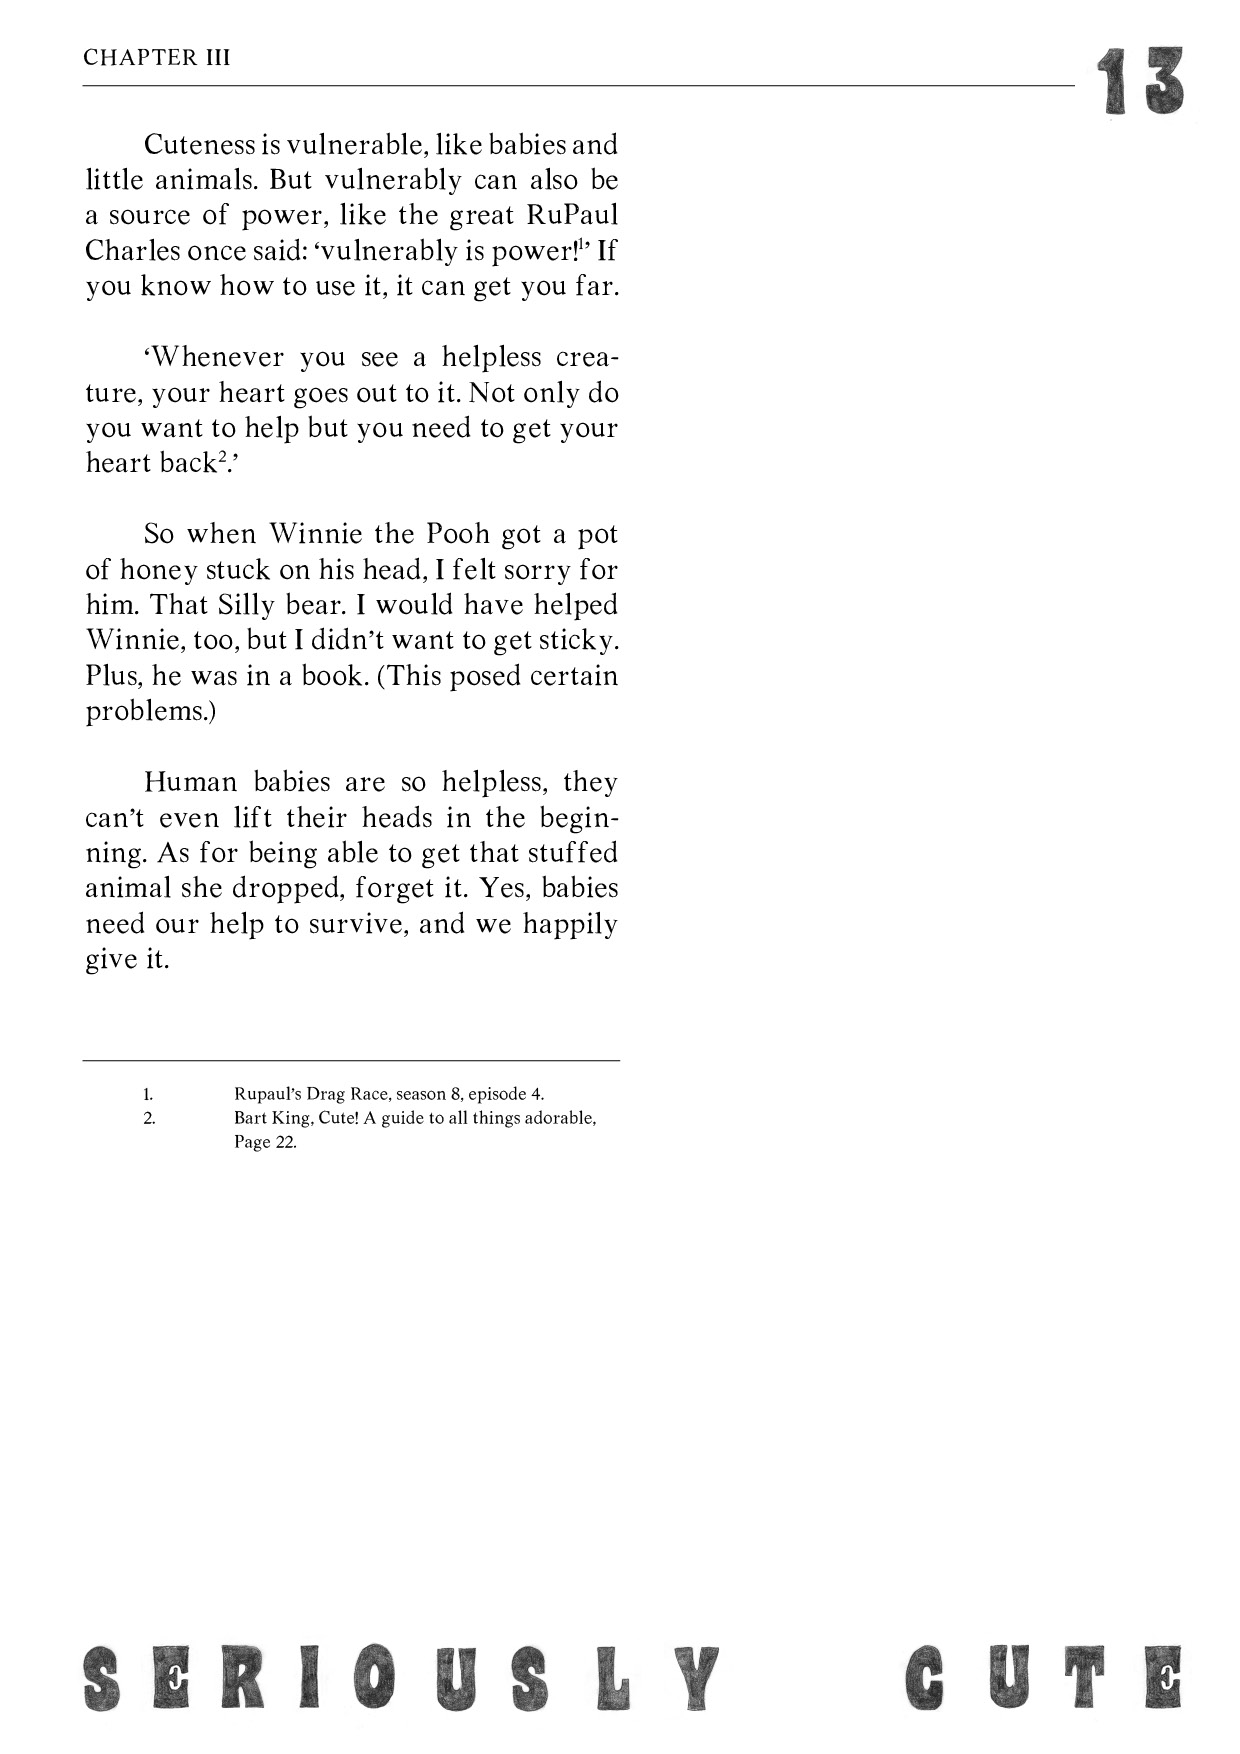 CHAPTER III
13
Cuteness is vulnerable, like babies and
little animals. But vulnerably can also be
a source of power, like the great RuPaul
Charles once said: ‘vulnerably is power!¹’ If
you know how to use it, it can get you far.
‘Whenever you see a helpless crea-
ture, your heart goes out to it. Not only do
you want to help but you need to get your
heart back².’
So when Winnie the Pooh got a pot
of honey stuck on his head, I felt sorry for
him. That Silly bear. I would have helped
Winnie, too, but I didn’t want to get sticky.
Plus, he was in a book. (This posed certain
problems.)
Human babies are so helpless, they
can’t even lift their heads in the begin-
ning. As for being able to get that stuffed
animal she dropped, forget it. Yes, babies
need our help to survive, and we happily
give it.
1. Rupaul’s Drag Race, season 8, episode 4.
2. Bart King, Cute! A guide to all things adorable,
Page 22.
SERIOUSLY CUTE